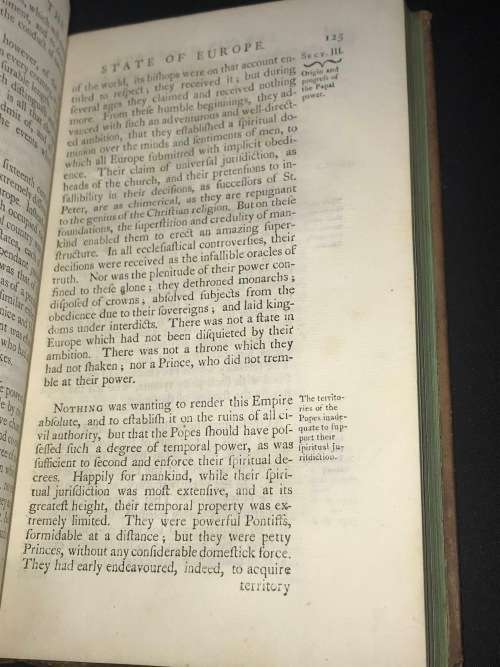 STATE OF EUROPE. 125
of the world, its biſhops were on that account en-
titled to reſpect; they received it; but during
ſeveral ages they claimed and received nothing
more. From theſe humble beginnings, they ad-
vanced with ſuch an adventurous and well-direct-
ed ambition, that they eſtabliſhed a ſpiritual do-
minion over the minds and ſentiments of men, to
which all Europe ſubmitted with implicit obedi-
ence. Their claim of univerſal juriſdiction, as
heads of the church, and their pretenſions to in-
fallibility in their deciſions, as ſucceſſors of St.
Peter, are as chimerical, as they are repugnant
to the genius of the Chriſtian religion. But on theſe
foundations, the ſuperſtition and credulity of man-
kind enabled them to erect an amazing ſuper-
ſtructure. In all eccleſiaſtical controverſies, their
deciſions were received as the infallible oracles of
truth. Nor was the plenitude of their power con-
fined to theſe alone; they dethroned monarchs;
diſpoſed of crowns; abſolved ſubjects from the
obedience due to their ſovereigns; and laid king-
doms under interdicts. There was not a ſtate in
Europe which had not been diſquieted by their
ambition. There was not a throne which they
had not ſhaken; nor a Prince, who did not trem-
ble at their power.
Sect. III.
Origin and
progreſs of
the Papal
power.
NOTHING was wanting to render this Empire
abſolute, and to eſtabliſh it on the ruins of all ci-
vil authority, but that the Popes ſhould have poſ-
ſeſſed ſuch a degree of temporal power, as was
ſufficient to ſecond and enforce their ſpiritual de-
crees. Happily for mankind, while their ſpiri-
tual juriſdiction was moſt extenſive, and at its
greateſt height, their temporal property was ex-
tremely limited. They were powerful Pontiffs,
formidable at a diſtance; but they were petty
Princes, without any conſiderable domeſtick force.
They had early endeavoured, indeed, to acquire
territory
The territo-
ries of the
Popes inade-
quate to ſup-
port their
ſpiritual ju-
riſdiction.